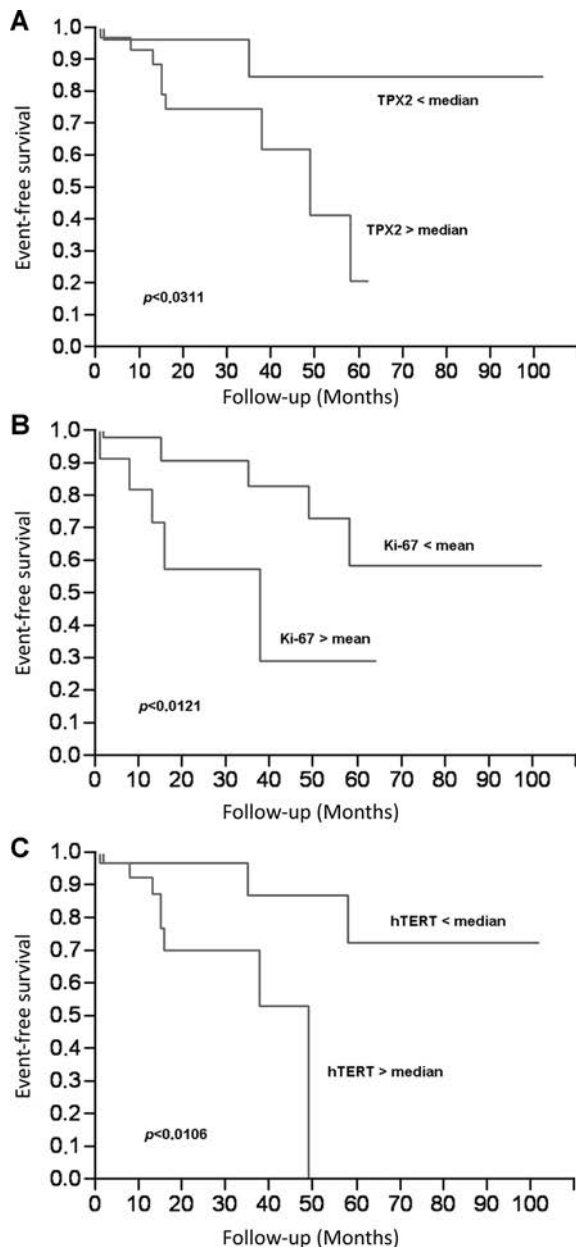 A
Event-free survival
1.0
0.9
0.8
0.7
0.6
0.5
0.4
0.3
0.2
0.1
0.0
TPX2 < median
TPX2 > median
p<0.0311
0 10 20 30 40 50 60 70 80 90 100
Follow-up (Months)
B
Event-free survival
1.0
0.9
0.8
0.7
0.6
0.5
0.4
0.3
0.2
0.1
0.0
Ki-67 < mean
Ki-67 > mean
p<0.0121
0 10 20 30 40 50 60 70 80 90 100
Follow-up (Months)
C
Event-free survival
1.0
0.9
0.8
0.7
0.6
0.5
0.4
0.3
0.2
0.1
0.0
hTERT < median
hTERT > median
p<0.0106
0 10 20 30 40 50 60 70 80 90 100
Follow-up (Months)